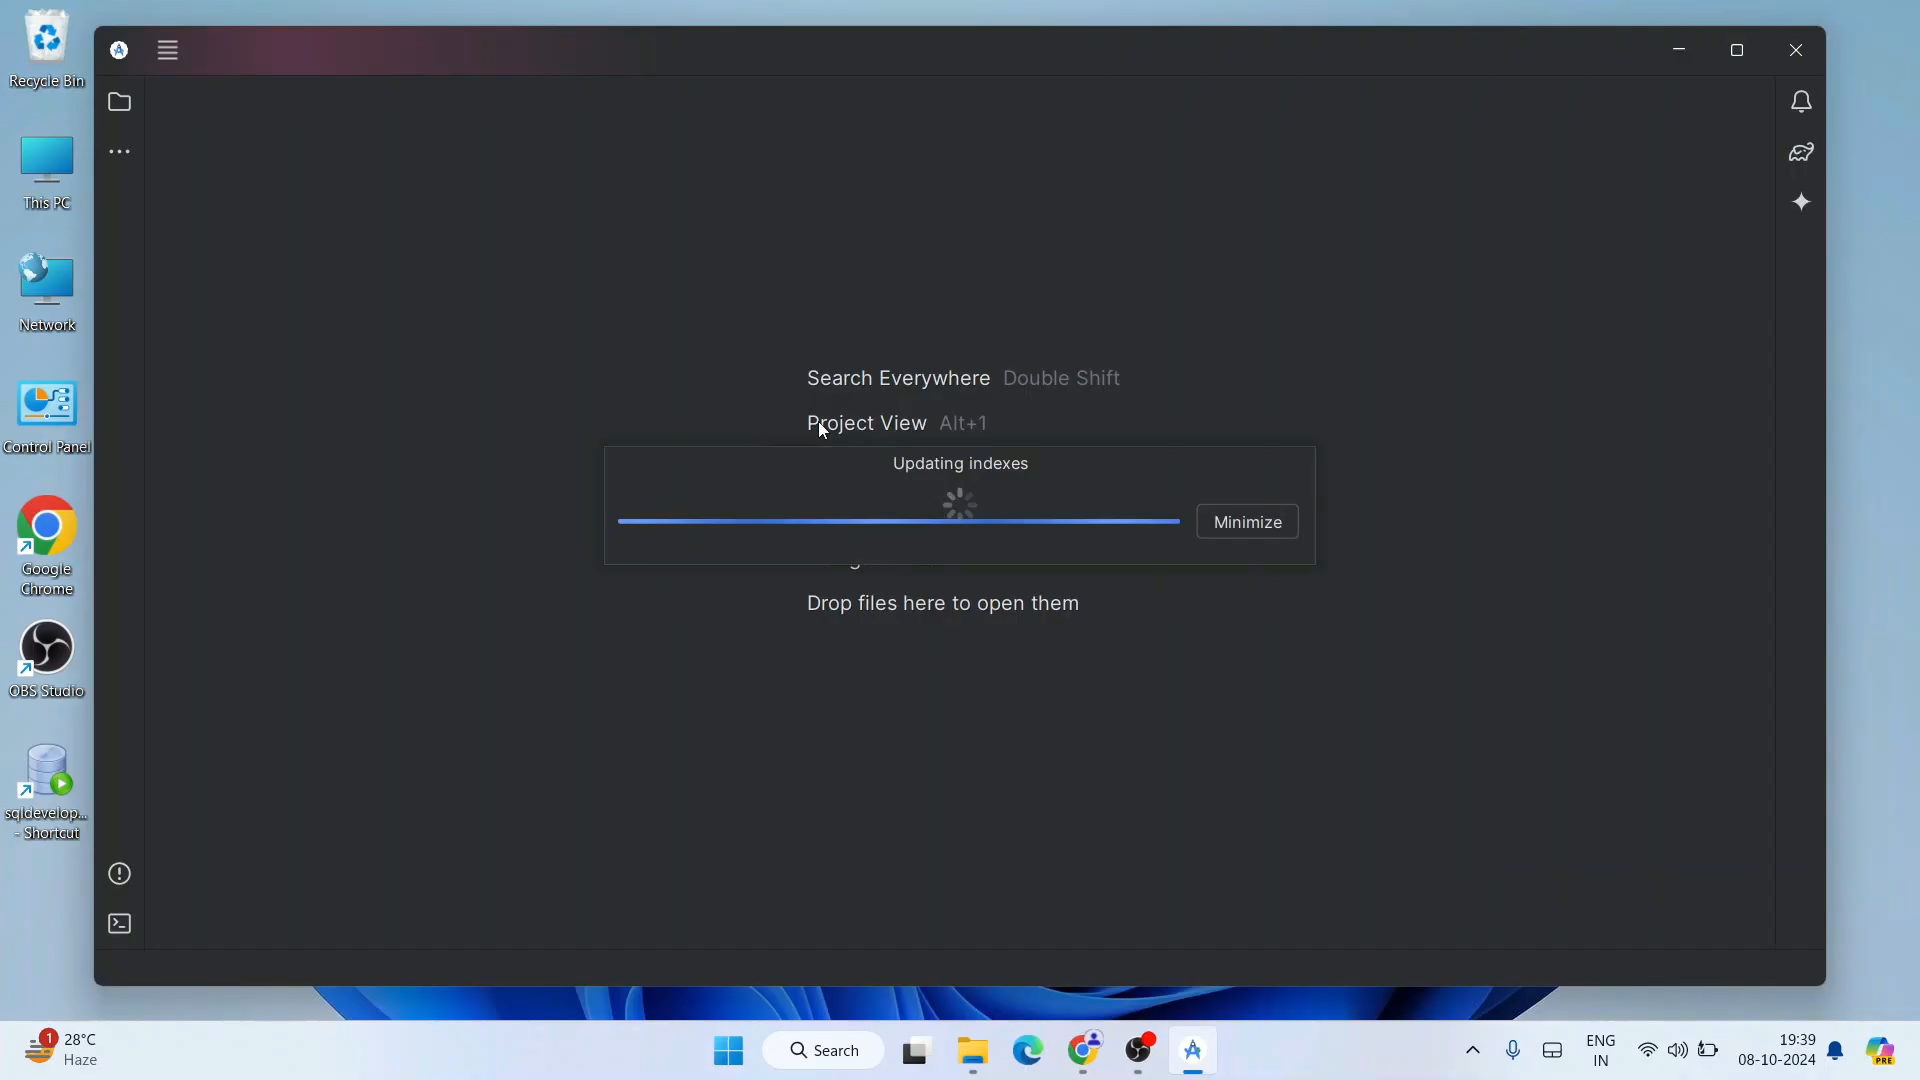 Recycle Bin
This PC
Network
Control Panel
Google
Chrome
OBS Studio
sqldevelop...
- Shortcut
Search Everywhere Double Shift
Project View Alt+1
Updating indexes
Minimize
Drop files here to open them
1
28°C
Haze
Search
ENG
IN
19:39
08-10-2024
PRE